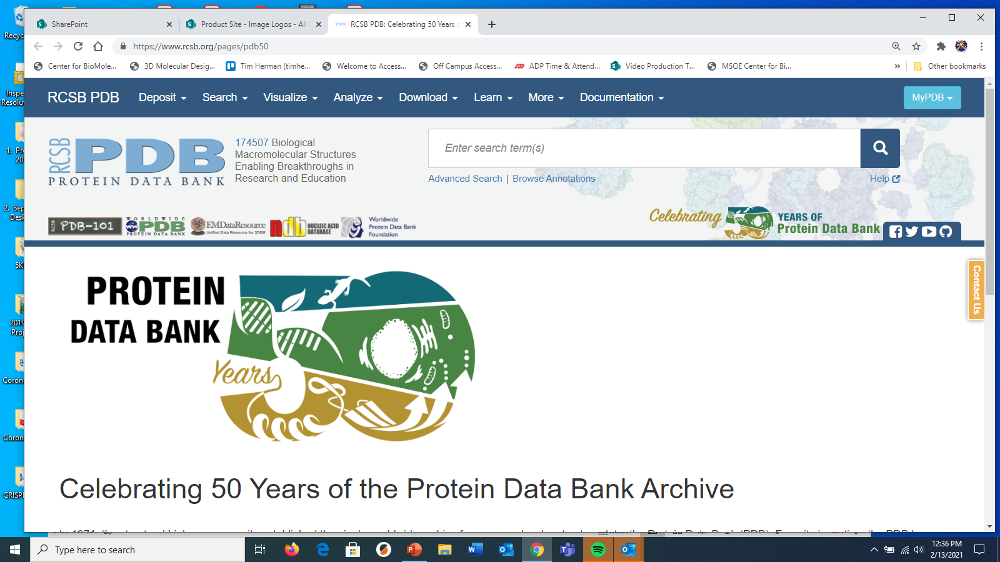 SharePoint
Product Site - Image Logos - All
RCSB PDB: Celebrating 50 Years
https://www.rcsb.org/pages/pdb50
Center for BioMole...
3D Molecular Desig...
Tim Herman (timhe...
Welcome to Access...
Off Campus Access...
ADP Time & Attend...
Video Production T...
MSOE Center for Bi...
»
Other bookmarks
RCSB PDB
Deposit
Search
Visualize
Analyze
Download
Learn
More
Documentation
MyPDB
RCSB
PDB
PROTEIN DATA BANK
174507 Biological
Macromolecular Structures
Enabling Breakthroughs in
Research and Education
Enter search term(s)
Advanced Search | Browse Annotations
Help
PDB-101
WORLDWIDE
PDB
PROTEIN DATA BANK
EMDataResource
Unified Data Resource for 3DEM
ndb
NUCLEIC ACID
DATABASE
Worldwide
Protein Data Bank
Foundation
Celebrating 50 YEARS OF
Protein Data Bank
Contact Us
PROTEIN
DATA BANK
50
Years
Celebrating 50 Years of the Protein Data Bank Archive
Type here to search
12:36 PM
2/13/2021